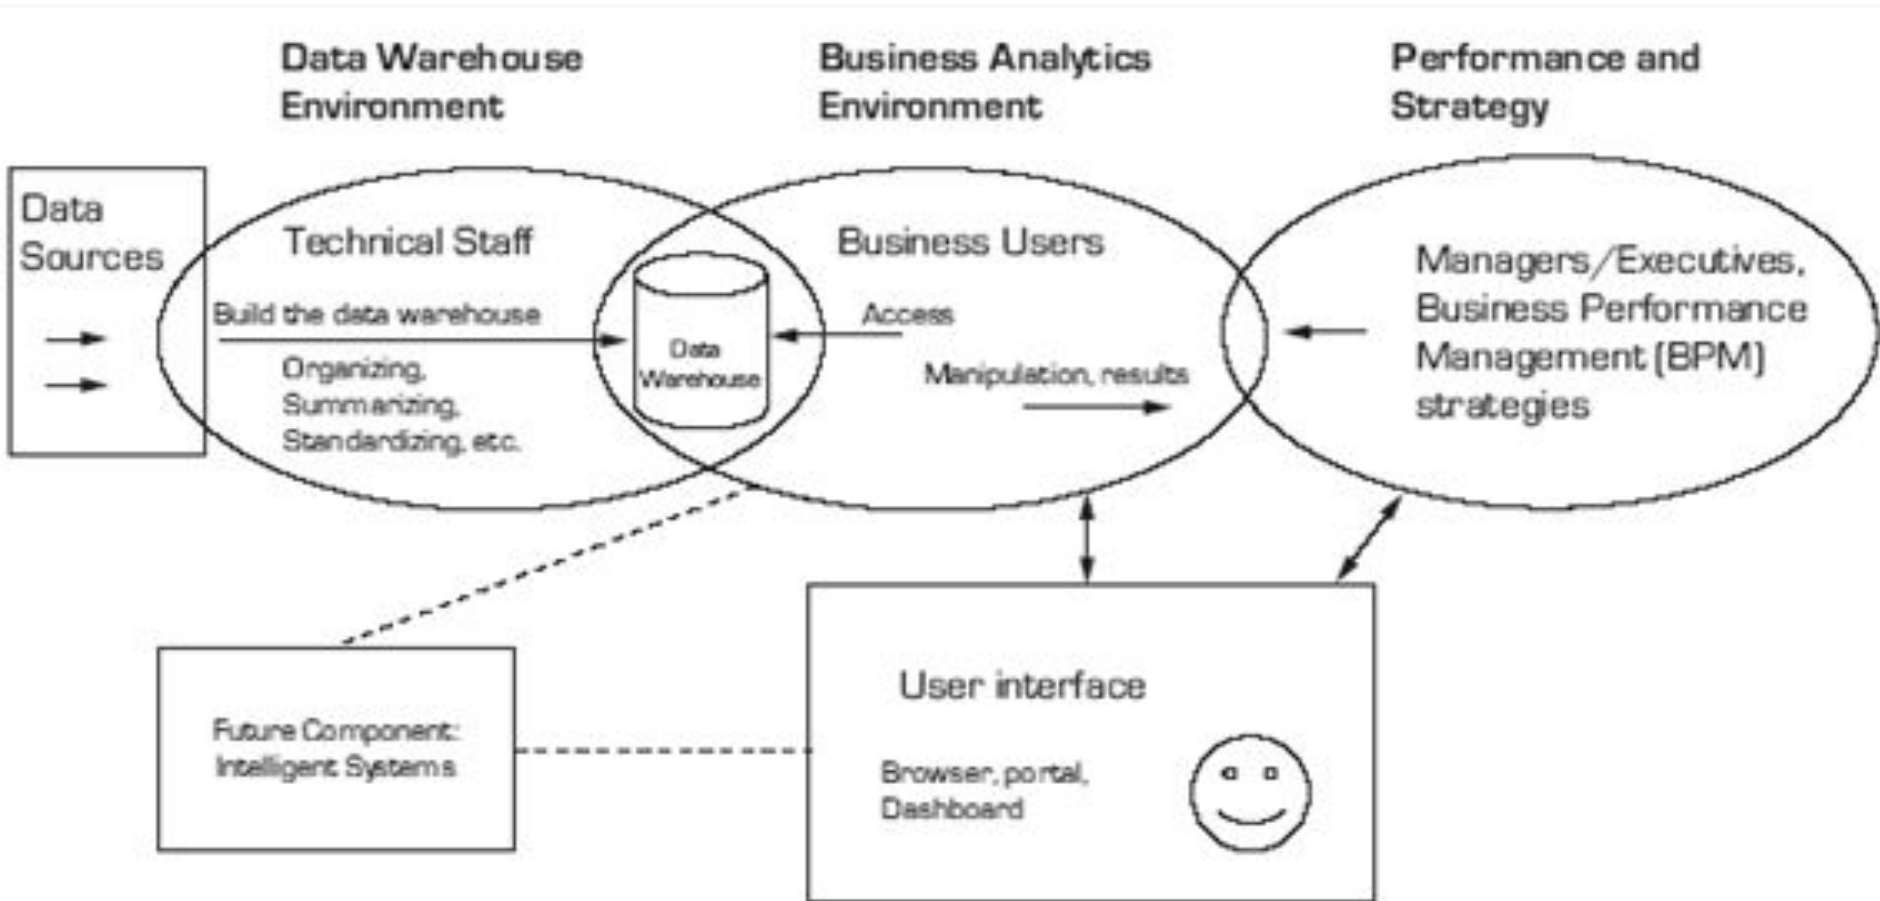 Data Warehouse
Environment
Business Analytics
Environment
Performance and
Strategy
Data
Sources
Technical Staff
Build the data warehouse
Organizing,
Summarizing,
Standardizing, etc.
Data
Warehouse
Business Users
Access
Manipulation, results
Managers/Executives,
Business Performance
Management (BPM)
strategies
Future Component:
Intelligent Systems
User interface
Browser, portal,
Dashboard